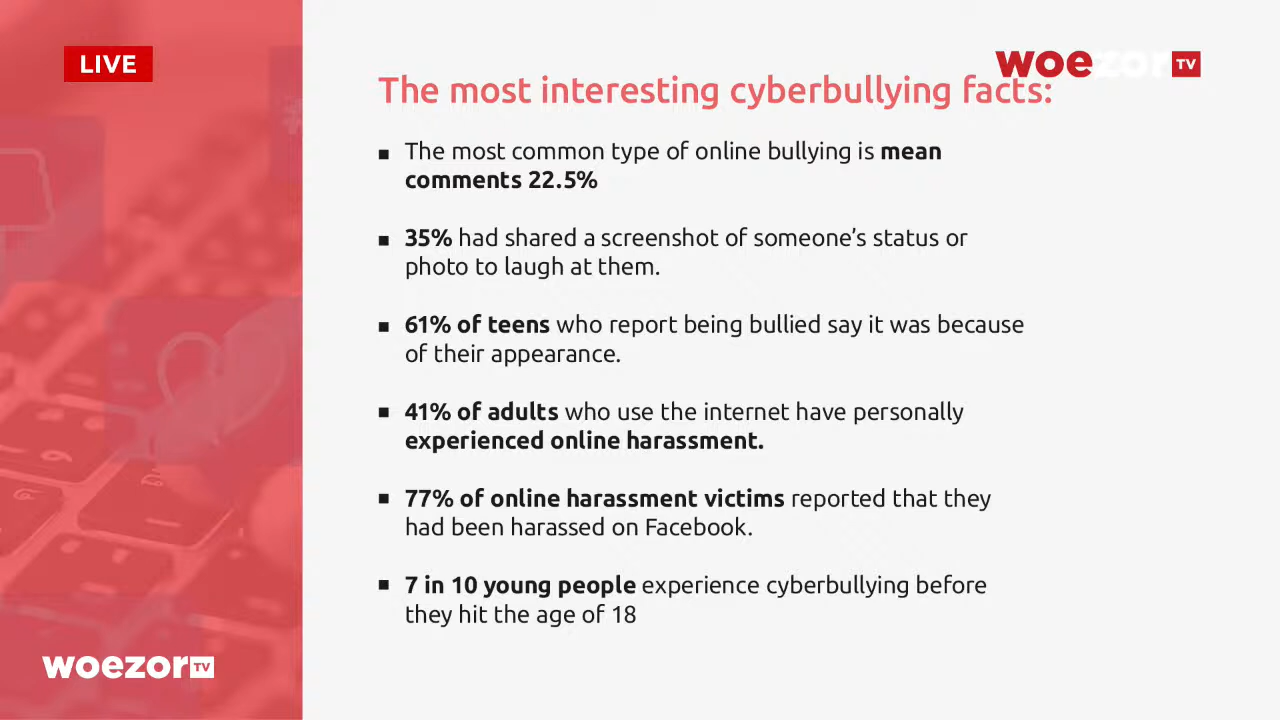 LIVE
woezor TV
The most interesting cyberbullying facts:
▪ The most common type of online bullying is mean
comments 22.5%
▪ 35% had shared a screenshot of someone’s status or
photo to laugh at them.
▪ 61% of teens who report being bullied say it was because
of their appearance.
▪ 41% of adults who use the internet have personally
experienced online harassment.
▪ 77% of online harassment victims reported that they
had been harassed on Facebook.
▪ 7 in 10 young people experience cyberbullying before
they hit the age of 18
woezor TV